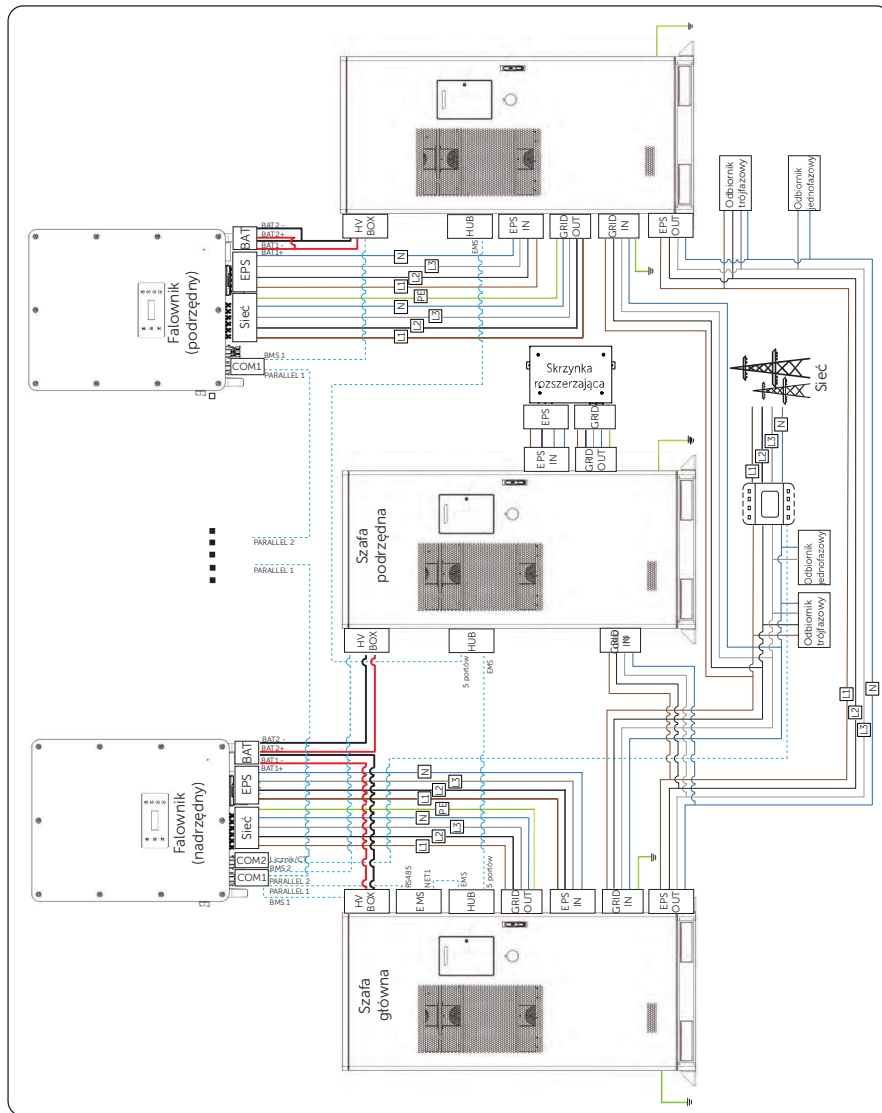 Falownik
(podrzędny)
BAT
EPS
Sieć
COM1
BAT2 -
BAT2+
BAT1 -
BAT1+
N
L3
L2
L1
PE
N
L3
L2
L1
BMS 1
PARALLEL 1
HV
BOX
HUB
EMS
EPS
IN
GRID
OUT
GRID
IN
EPS
OUT
Odbiornik
trójfazowy
Odbiornik
jednofazowy
Skrzynka
rozszerzająca
EPS
GRID
EPS
IN
GRID
OUT
Sieć
L1
L2
L3
N
PARALLEL 2
PARALLEL 1
Szafa
podrzędna
HV
BOX
HUB
5 portów
EMS
GRID
IN
Odbiornik
jednofazowy
Odbiornik
trójfazowy
L1
L2
L3
N
Falownik
(nadrzędny)
BAT
EPS
Sieć
COM2
COM1
BAT2 -
BAT2+
BAT1 -
BAT1+
N
L3
L2
L1
PE
N
L3
L2
L1
Licznik/CT
BMS 2
PARALLEL 2
PARALLEL 1
BMS 1
RS485
NET1
EMS
5 portów
HV
BOX
EMS
HUB
GRID
OUT
EPS
IN
GRID
IN
EPS
OUT
Szafa
główna